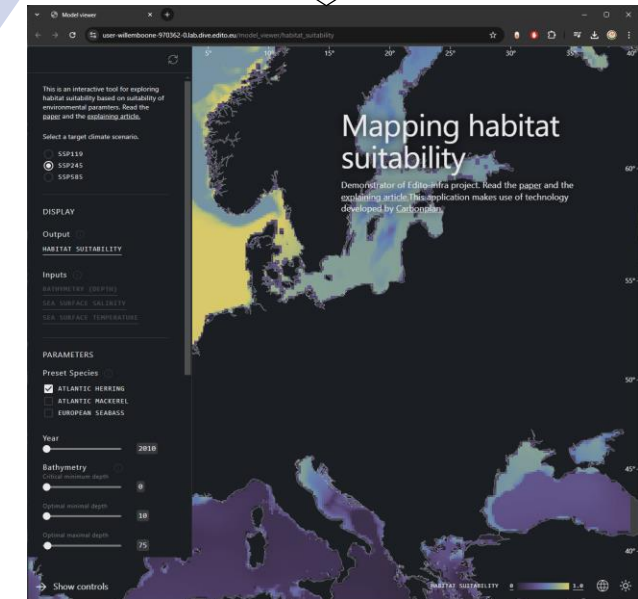 Model viewer
user-willemboone-970362-0.lab.dive.edito.eu/model_viewer/habitat_suitability
This is an interactive tool for exploring
habitat suitability based on suitability of
environmental paramters. Read the
paper and the explaining article.
Select a target climate scenario.
SSP119
SSP245
SSP585
DISPLAY
Output
HABITAT SUITABILITY
Inputs
BATHYMETRY (DEPTH)
SEA SURFACE SALINITY
SEA SURFACE TEMPERATURE
PARAMETERS
Preset Species
ATLANTIC HERRING
ATLANTIC MACKEREL
EUROPEAN SEABASS
Year
2010
Bathymetry
Critical minimum depth
0
Optimal minimal depth
10
Optimal maximal depth
75
Show controls
5° 10° 15° 20° 25° 30° 35° 40°
Mapping habitat
suitability
Demonstrator of Edito-infra project. Read the paper and the
explaining article.This application makes use of technology
developed by Carbonplan.
60°
55°
50°
45°
40°
HABITAT SUITABILITY 0 1.0